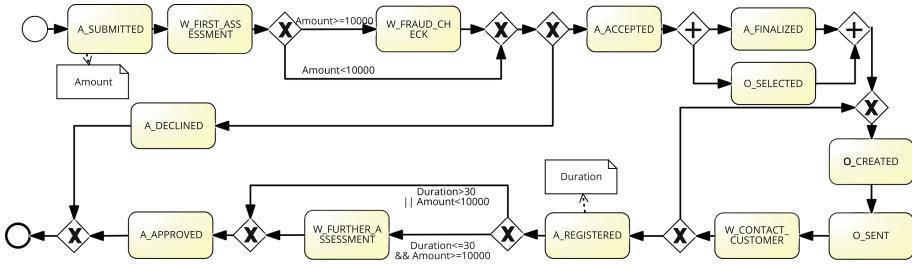 A_SUBMITTED
W_FIRST_ASS
ESSMENT
X
Amount>=10000
W_FRAUD_CH
ECK
X
X
A_ACCEPTED
+
A_FINALIZED
+
Amount
Amount<10000
O_SELECTED
X
A_DECLINED
O_CREATED
Duration
Duration>30
|| Amount<10000
X
A_APPROVED
X
W_FURTHER_A
SSESSMENT
Duration<=30
&& Amount>=10000
X
A_REGISTERED
X
W_CONTACT_
CUSTOMER
O_SENT